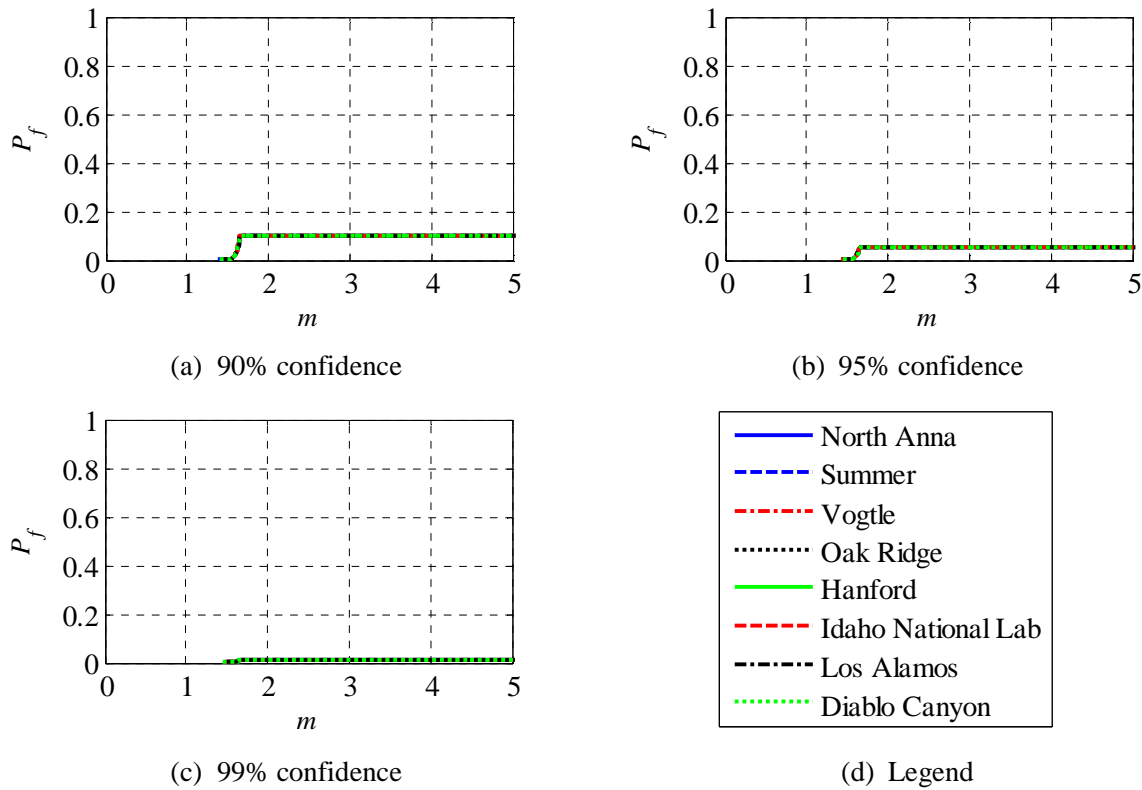 1
0.8
0.6
0.4
0.2
0
P_f
0 1 2 3 4 5
m
(a) 90% confidence
1
0.8
0.6
0.4
0.2
0
P_f
0 1 2 3 4 5
m
(b) 95% confidence
1
0.8
0.6
0.4
0.2
0
P_f
0 1 2 3 4 5
m
(c) 99% confidence
North Anna
Summer
Vogtle
Oak Ridge
Hanford
Idaho National Lab
Los Alamos
Diablo Canyon
(d) Legend